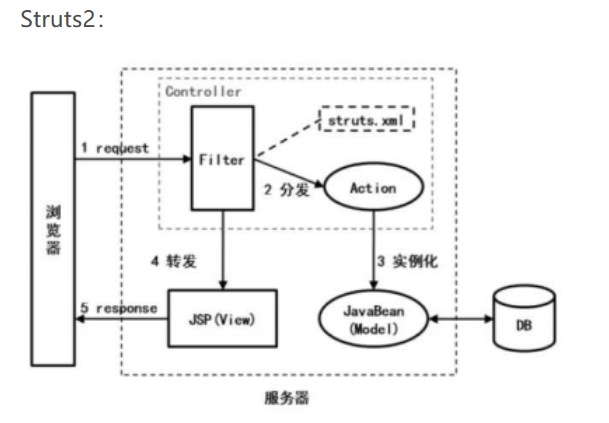 Struts2：
Controller
struts.xml
1 request
Filter
2 分发
Action
浏览器
4 转发
3 实例化
5 response
JSP(View)
JavaBean
(Model)
DB
服务器